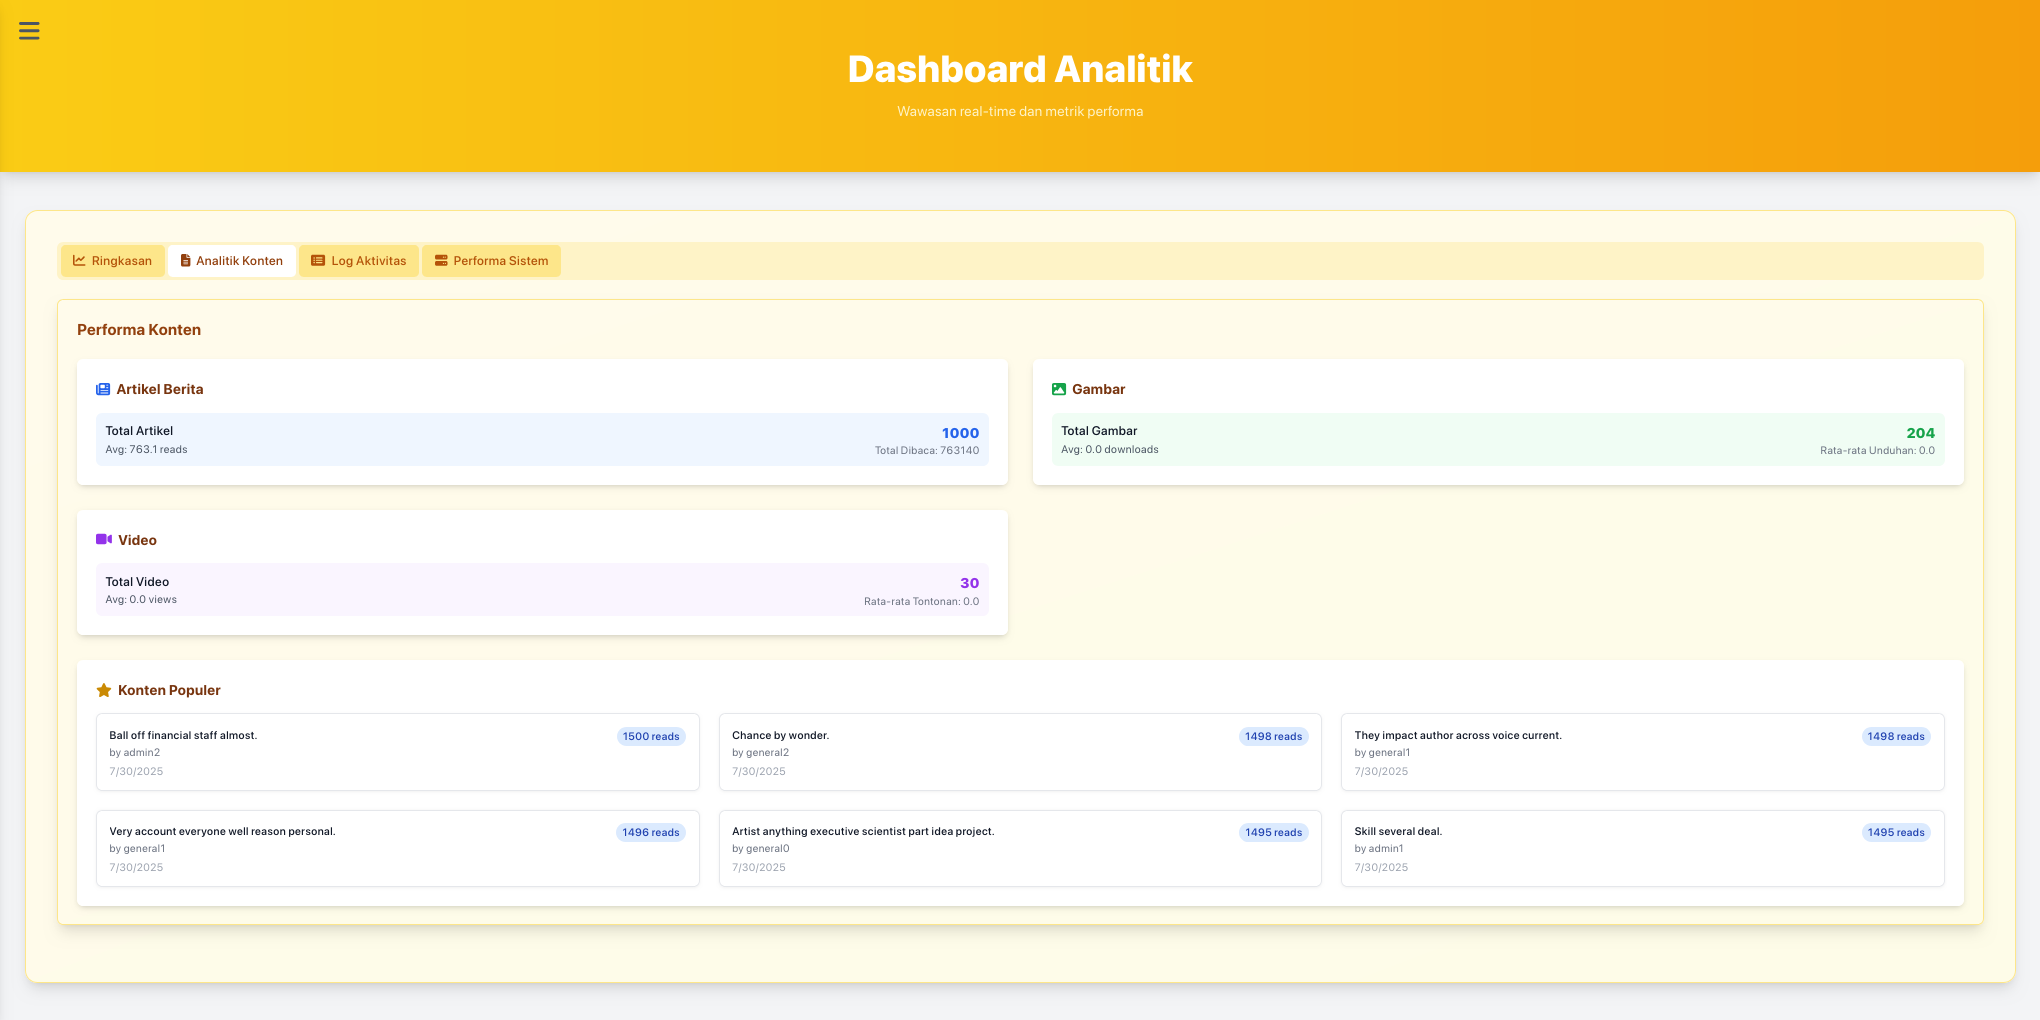 Dashboard Analitik
Wawasan real-time dan metrik performa
Ringkasan
Analitik Konten
Log Aktivitas
Performa Sistem
Performa Konten
Artikel Berita
Total Artikel
1000
Avg: 763.1 reads
Total Dibaca: 763140
Gambar
Total Gambar
204
Avg: 0.0 downloads
Rata-rata Unduhan: 0.0
Video
Total Video
30
Avg: 0.0 views
Rata-rata Tontonan: 0.0
Konten Populer
Ball off financial staff almost.
1500 reads
by admin2
7/30/2025
Chance by wonder.
1498 reads
by general2
7/30/2025
They impact author across voice current.
1498 reads
by general1
7/30/2025
Very account everyone well reason personal.
1496 reads
by general1
7/30/2025
Artist anything executive scientist part idea project.
1495 reads
by general0
7/30/2025
Skill several deal.
1495 reads
by admin1
7/30/2025